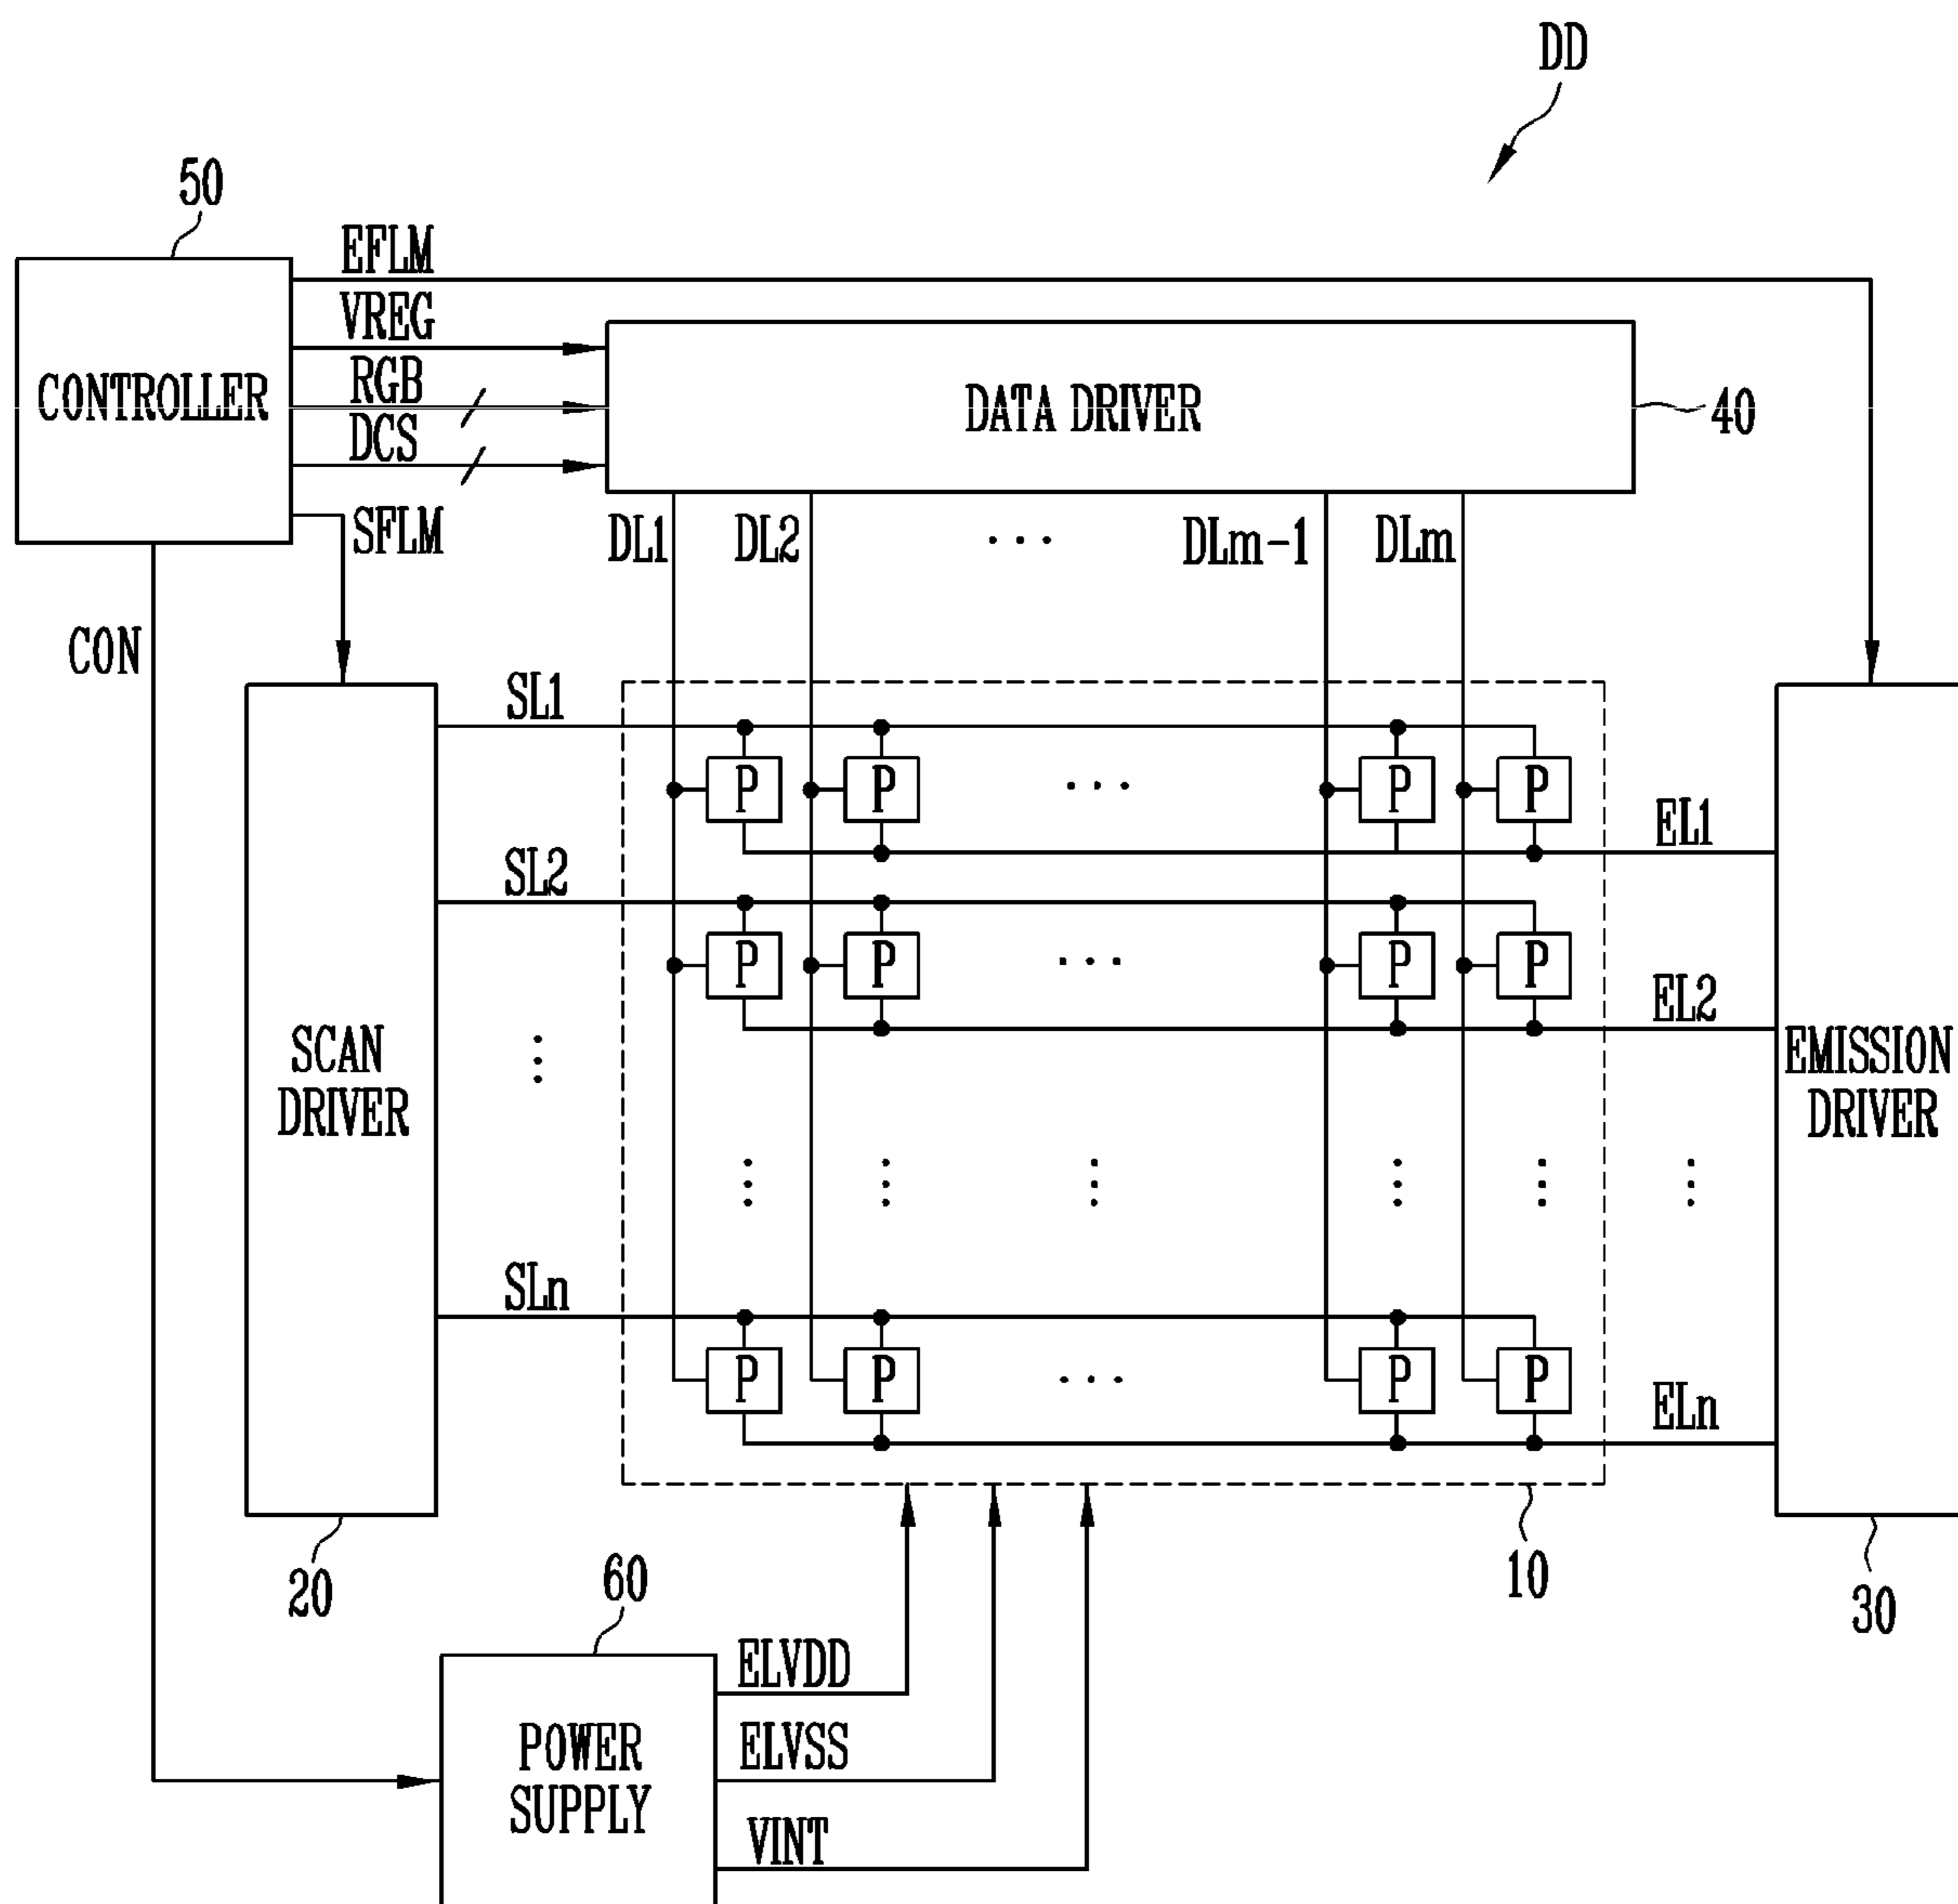 DD
50
EFLM
VREG
RGB
DCS
SFLM
CONTROLLER
DATA DRIVER
40
DL1 DL2 ... DLm-1 DLm
CON
SL1
P P ... P P
EL1
SL2
P P ... P P
EL2
SCAN
DRIVER
EMISSION
DRIVER
SLn
P P ... P P
ELn
20
60
10
30
ELVDD
POWER
SUPPLY
ELVSS
VINT